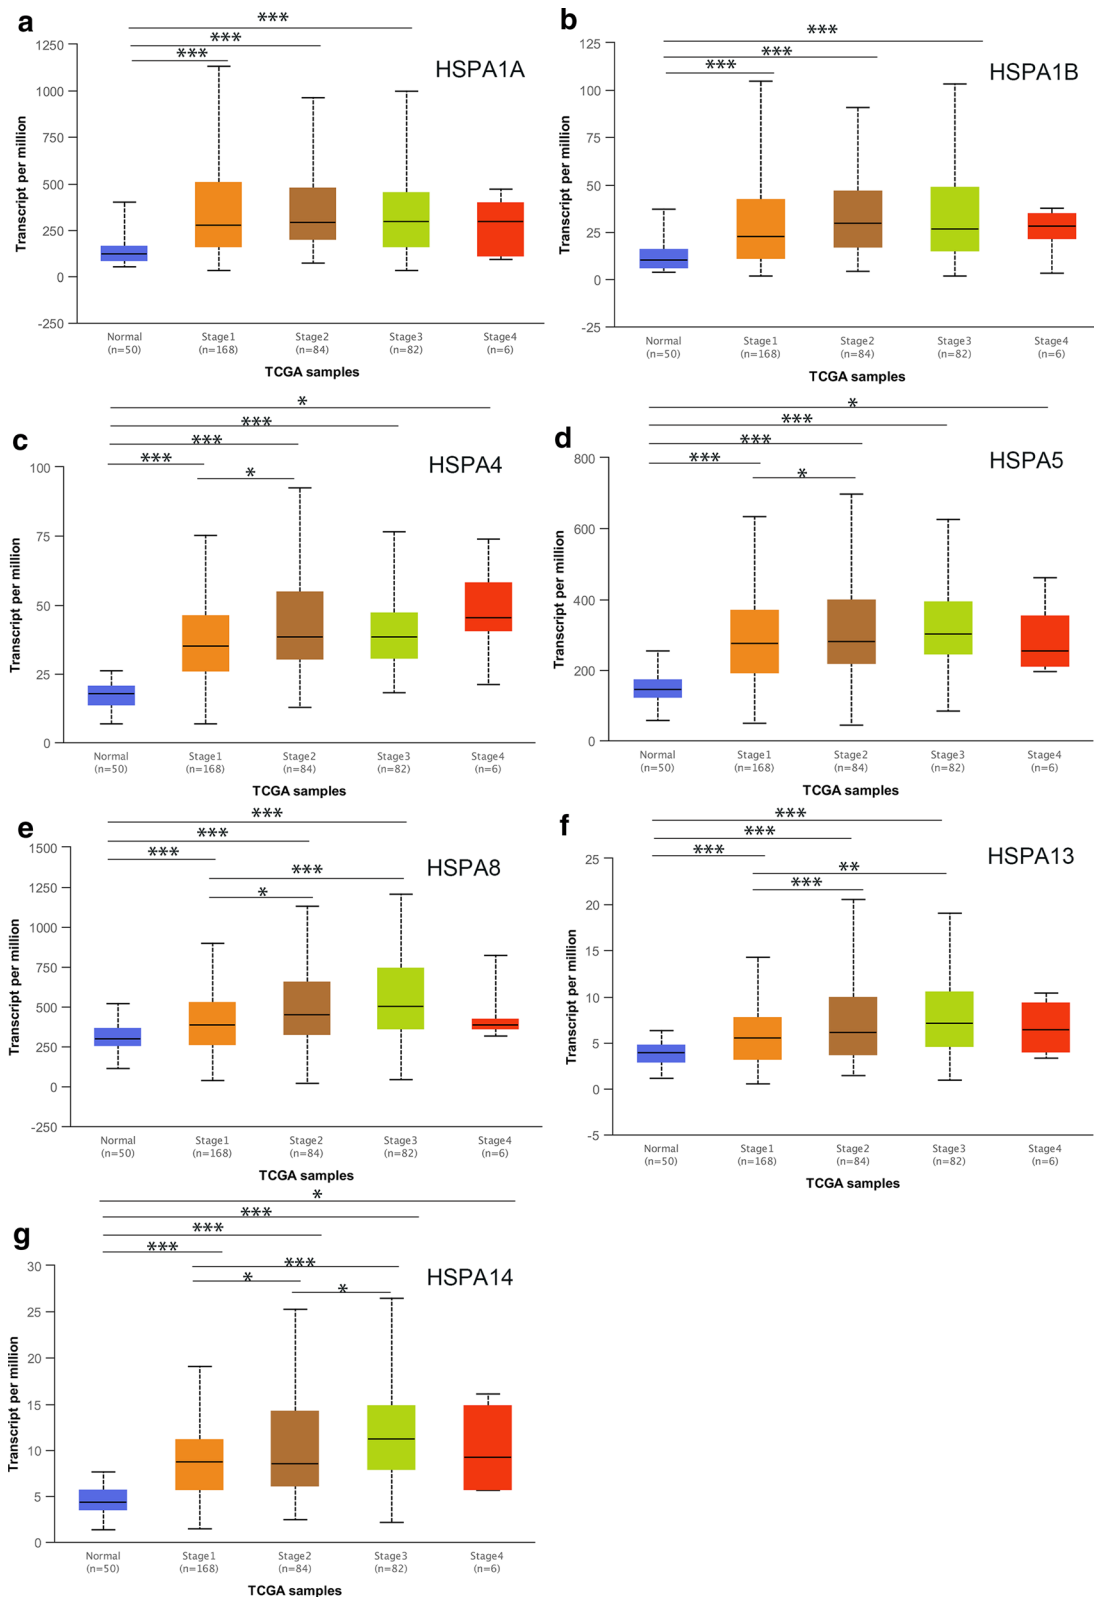 a
***
***
***
HSPA1A
1250
1000
750
500
250
0
-250
Transcript per million
Normal
(n=50)
Stage1
(n=168)
Stage2
(n=84)
Stage3
(n=82)
Stage4
(n=6)
TCGA samples
b
***
***
***
HSPA1B
125
100
75
50
25
0
-25
Transcript per million
Normal
(n=50)
Stage1
(n=168)
Stage2
(n=84)
Stage3
(n=82)
Stage4
(n=6)
TCGA samples
c
*
***
***
***
*
HSPA4
100
75
50
25
0
Transcript per million
Normal
(n=50)
Stage1
(n=168)
Stage2
(n=84)
Stage3
(n=82)
Stage4
(n=6)
TCGA samples
d
*
***
***
***
*
HSPA5
800
600
400
200
0
Transcript per million
Normal
(n=50)
Stage1
(n=168)
Stage2
(n=84)
Stage3
(n=82)
Stage4
(n=6)
TCGA samples
e
***
***
***
***
*
HSPA8
1500
1250
1000
750
500
250
0
-250
Transcript per million
Normal
(n=50)
Stage1
(n=168)
Stage2
(n=84)
Stage3
(n=82)
Stage4
(n=6)
TCGA samples
f
***
***
***
**
***
HSPA13
25
20
15
10
5
0
-5
Transcript per million
Normal
(n=50)
Stage1
(n=168)
Stage2
(n=84)
Stage3
(n=82)
Stage4
(n=6)
TCGA samples
g
*
***
***
***
***
*
*
HSPA14
30
25
20
15
10
5
0
Transcript per million
Normal
(n=50)
Stage1
(n=168)
Stage2
(n=84)
Stage3
(n=82)
Stage4
(n=6)
TCGA samples